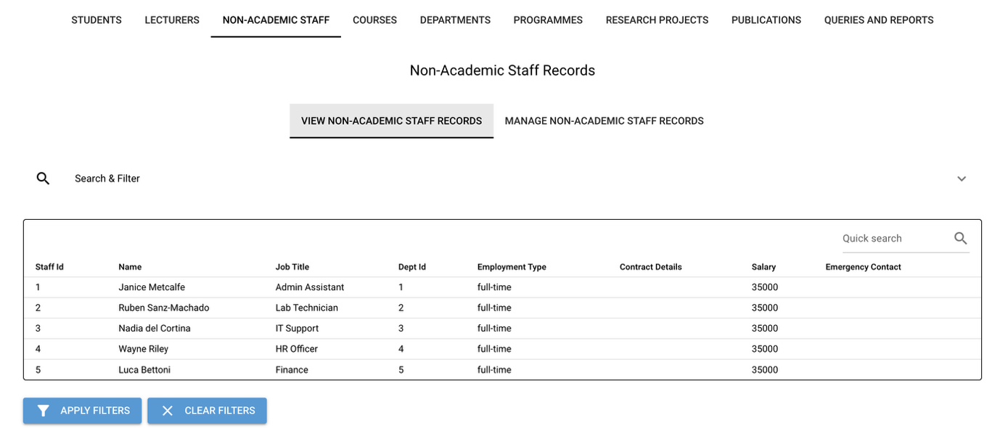 STUDENTS LECTURERS NON-ACADEMIC STAFF COURSES DEPARTMENTS PROGRAMMES RESEARCH PROJECTS PUBLICATIONS QUERIES AND REPORTS
Non-Academic Staff Records
VIEW NON-ACADEMIC STAFF RECORDS MANAGE NON-ACADEMIC STAFF RECORDS
Search & Filter
Quick search
Staff Id Name Job Title Dept Id Employment Type Contract Details Salary Emergency Contact
1 Janice Metcalfe Admin Assistant 1 full-time 35000
2 Ruben Sanz-Machado Lab Technician 2 full-time 35000
3 Nadia del Cortina IT Support 3 full-time 35000
4 Wayne Riley HR Officer 4 full-time 35000
5 Luca Bettoni Finance 5 full-time 35000
APPLY FILTERS CLEAR FILTERS